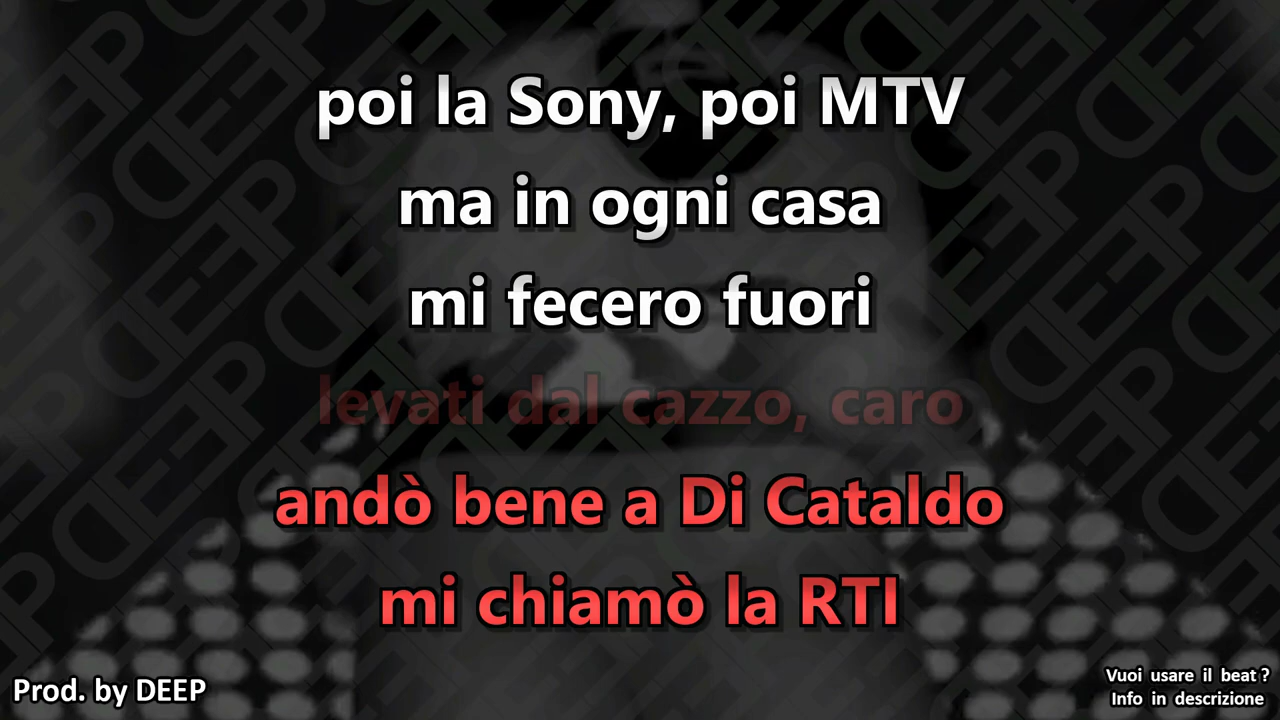 poi la Sony, poi MTV
ma in ogni casa
mi fecero fuori
levati dal cazzo, caro
andò bene a Di Cataldo
mi chiamò la RTI
Prod. by DEEP
Vuoi usare il beat ?
Info in descrizione